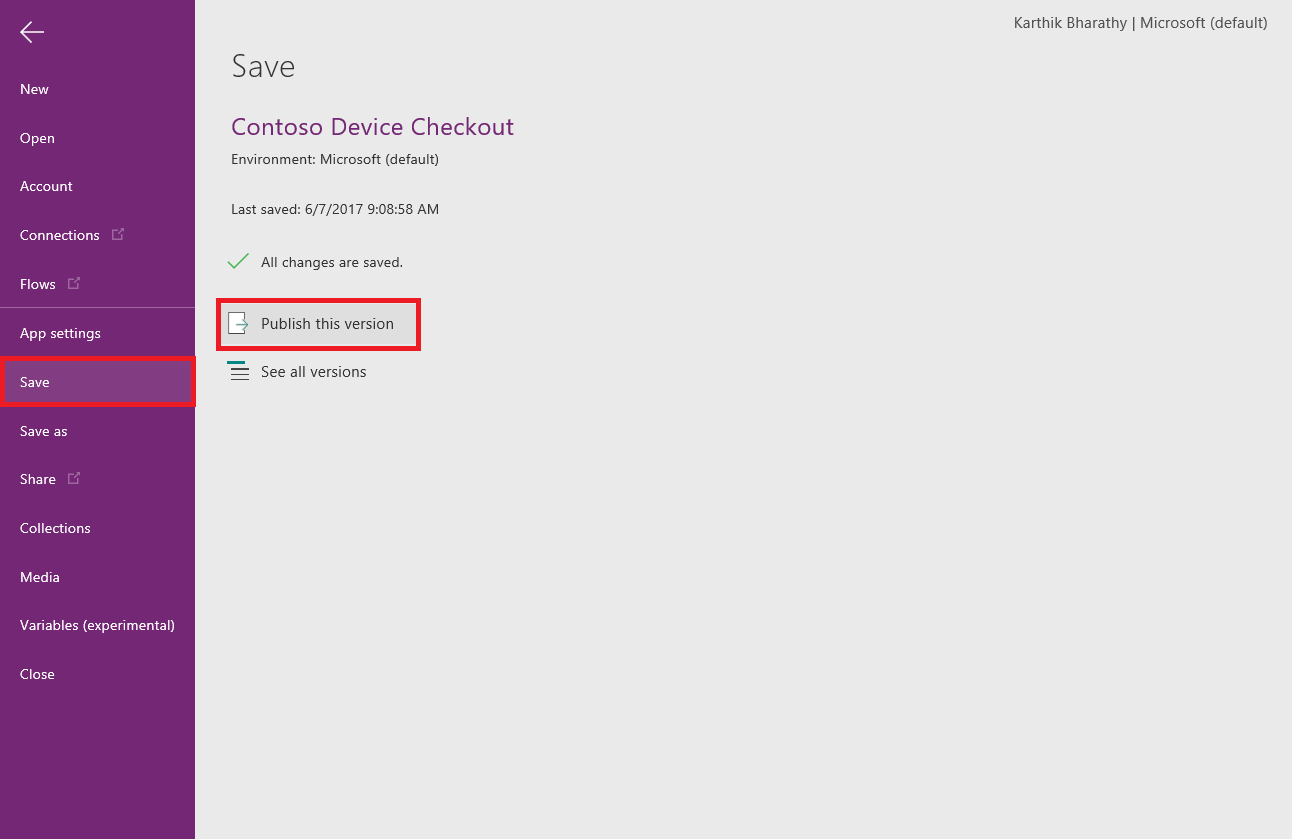 Karthik Bharathy | Microsoft (default)
New
Open
Account
Connections
Flows
App settings
Save
Save as
Share
Collections
Media
Variables (experimental)
Close
Save
Contoso Device Checkout
Environment: Microsoft (default)
Last saved: 6/7/2017 9:08:58 AM
All changes are saved.
Publish this version
See all versions